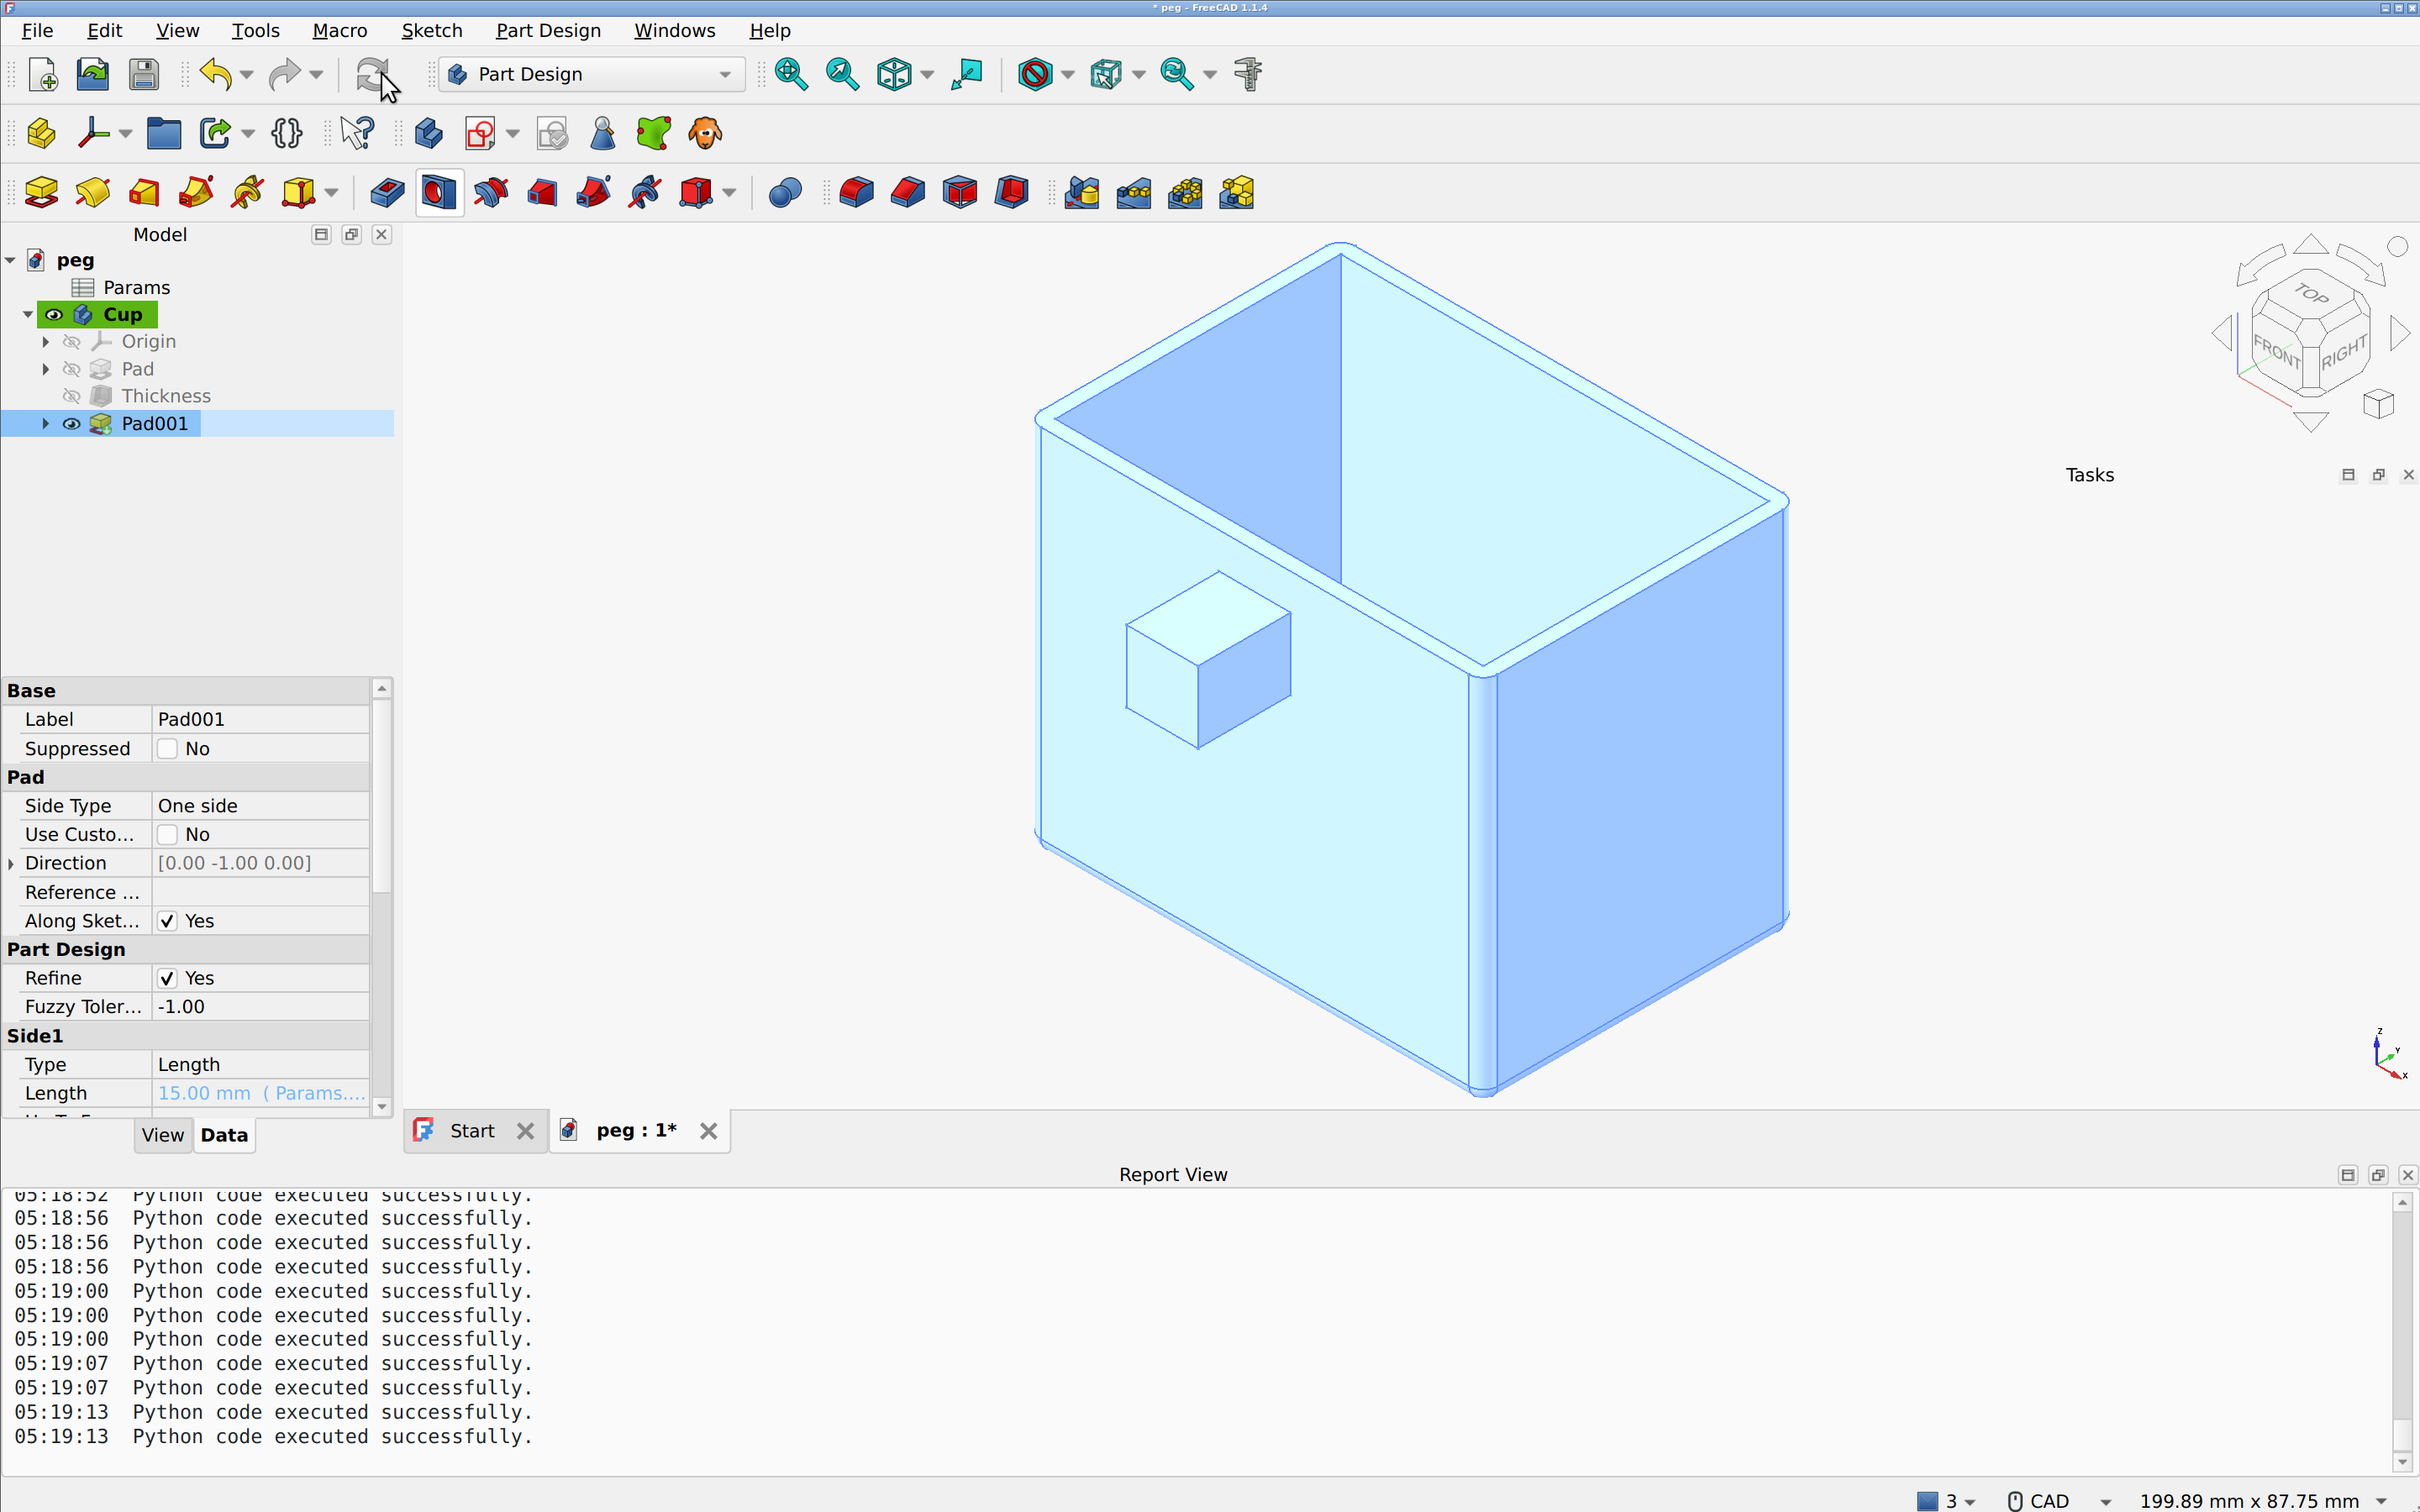 * peg - FreeCAD 1.1.4
File Edit View Tools Macro Sketch Part Design Windows Help
Part Design
Model
peg
Params
Cup
Origin
Pad
Thickness
Pad001
TOP
FRONT
RIGHT
Tasks
Base
Label Pad001
Suppressed No
Pad
Side Type One side
Use Custo... No
Direction [0.00 -1.00 0.00]
Reference ...
Along Sket... Yes
Part Design
Refine Yes
Fuzzy Toler... -1.00
Side1
Type Length
Length 15.00 mm ( Params....
View Data
Z
Y
X
Start
peg : 1*
Report View
05:18:52 Python code executed successfully.
05:18:56 Python code executed successfully.
05:18:56 Python code executed successfully.
05:18:56 Python code executed successfully.
05:19:00 Python code executed successfully.
05:19:00 Python code executed successfully.
05:19:00 Python code executed successfully.
05:19:07 Python code executed successfully.
05:19:07 Python code executed successfully.
05:19:13 Python code executed successfully.
05:19:13 Python code executed successfully.
3 CAD 199.89 mm x 87.75 mm